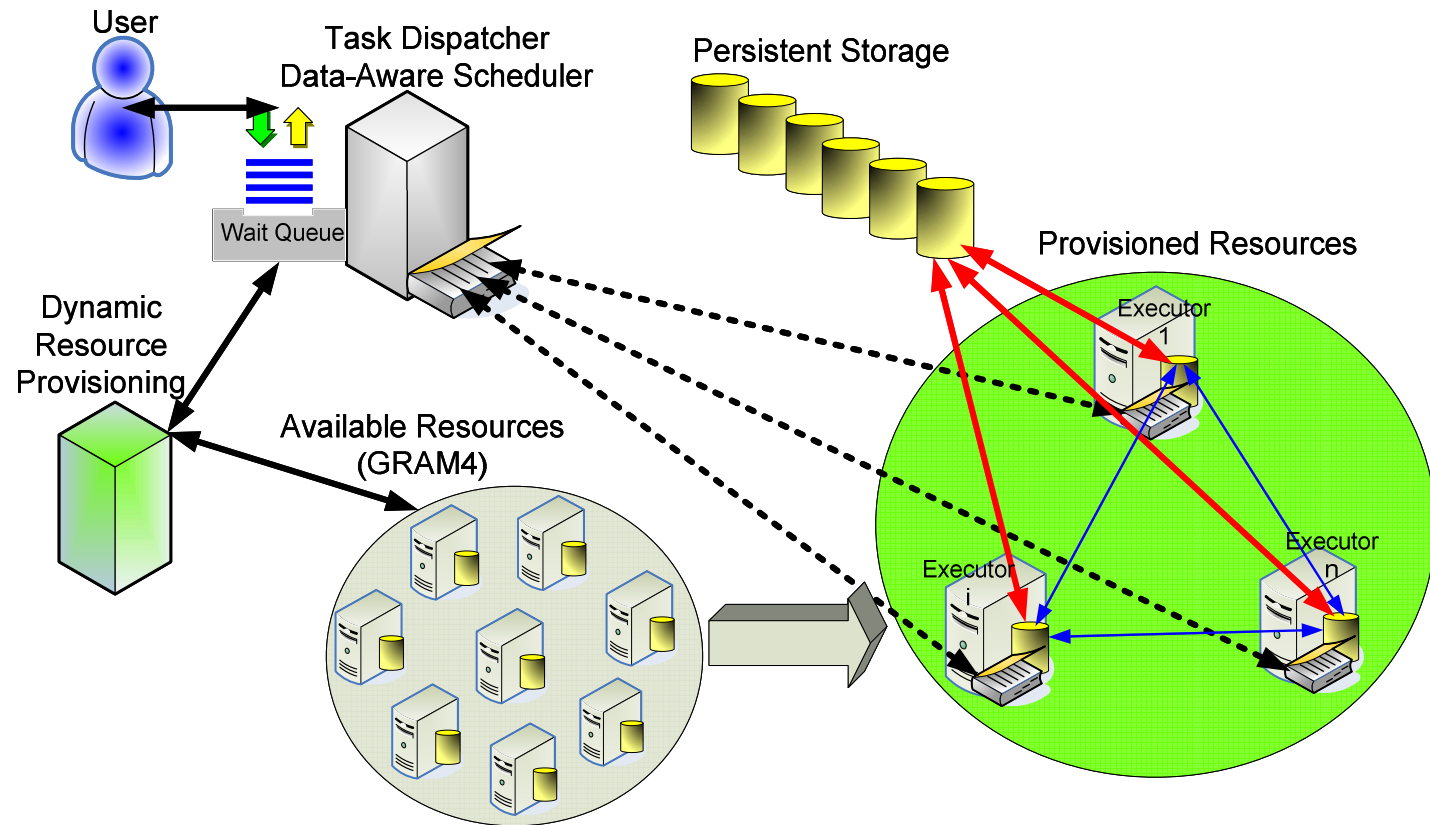 User
Task Dispatcher
Data-Aware Scheduler
Persistent Storage
Wait Queue
Provisioned Resources
Dynamic
Resource
Provisioning
Available Resources
(GRAM4)
Executor
1
Executor
i
Executor
n